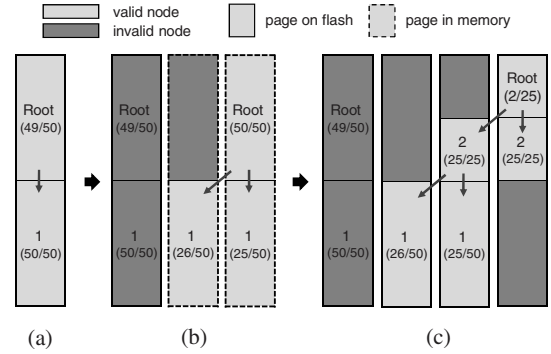 valid node
invalid node
page on flash
page in memory
Root
(49/50)
1
(50/50)
(a)
Root
(49/50)
1
(50/50)
1
(26/50)
Root
(50/50)
1
(25/50)
(b)
Root
(49/50)
1
(50/50)
1
(26/50)
2
(25/25)
1
(25/50)
Root
(2/25)
2
(25/25)
(c)